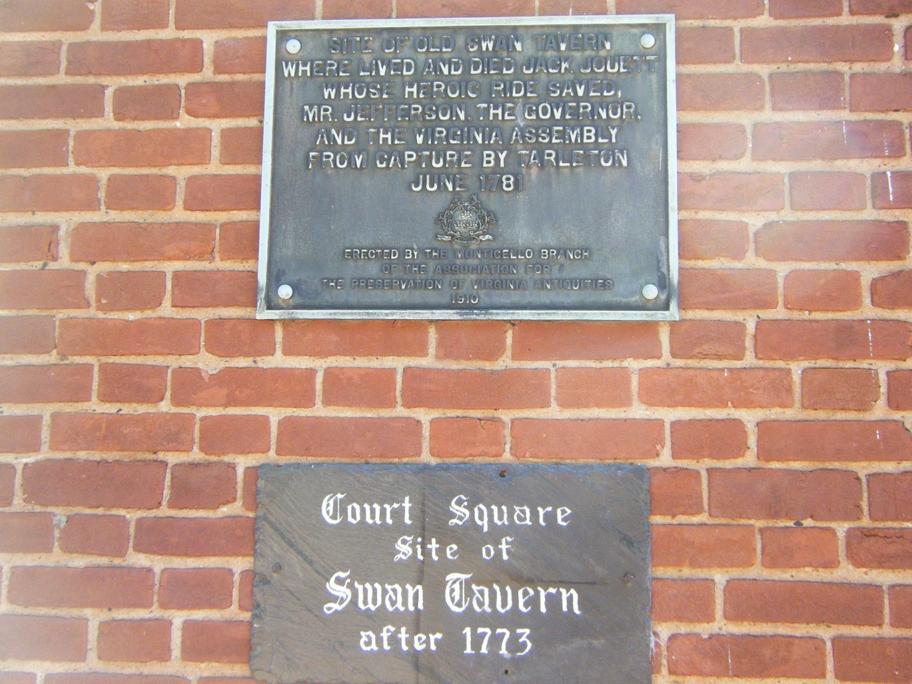 SITE OF OLD SWAN TAVERN
WHERE LIVED AND DIED JACK JOUETT
WHOSE HEROIC RIDE SAVED,
MR. JEFFERSON, THE GOVERNOR,
AND THE VIRGINIA ASSEMBLY
FROM CAPTURE BY TARLETON
JUNE 1781
ERECTED BY THE MONTICELLO BRANCH
OF THE ASSOCIATION FOR
THE PRESERVATION OF VIRGINIA ANTIQUITIES
1910
Court Square
Site of
Swan Tavern
after 1773